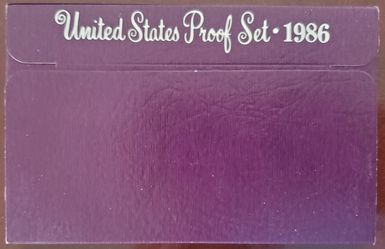 United States Proof Set • 1986